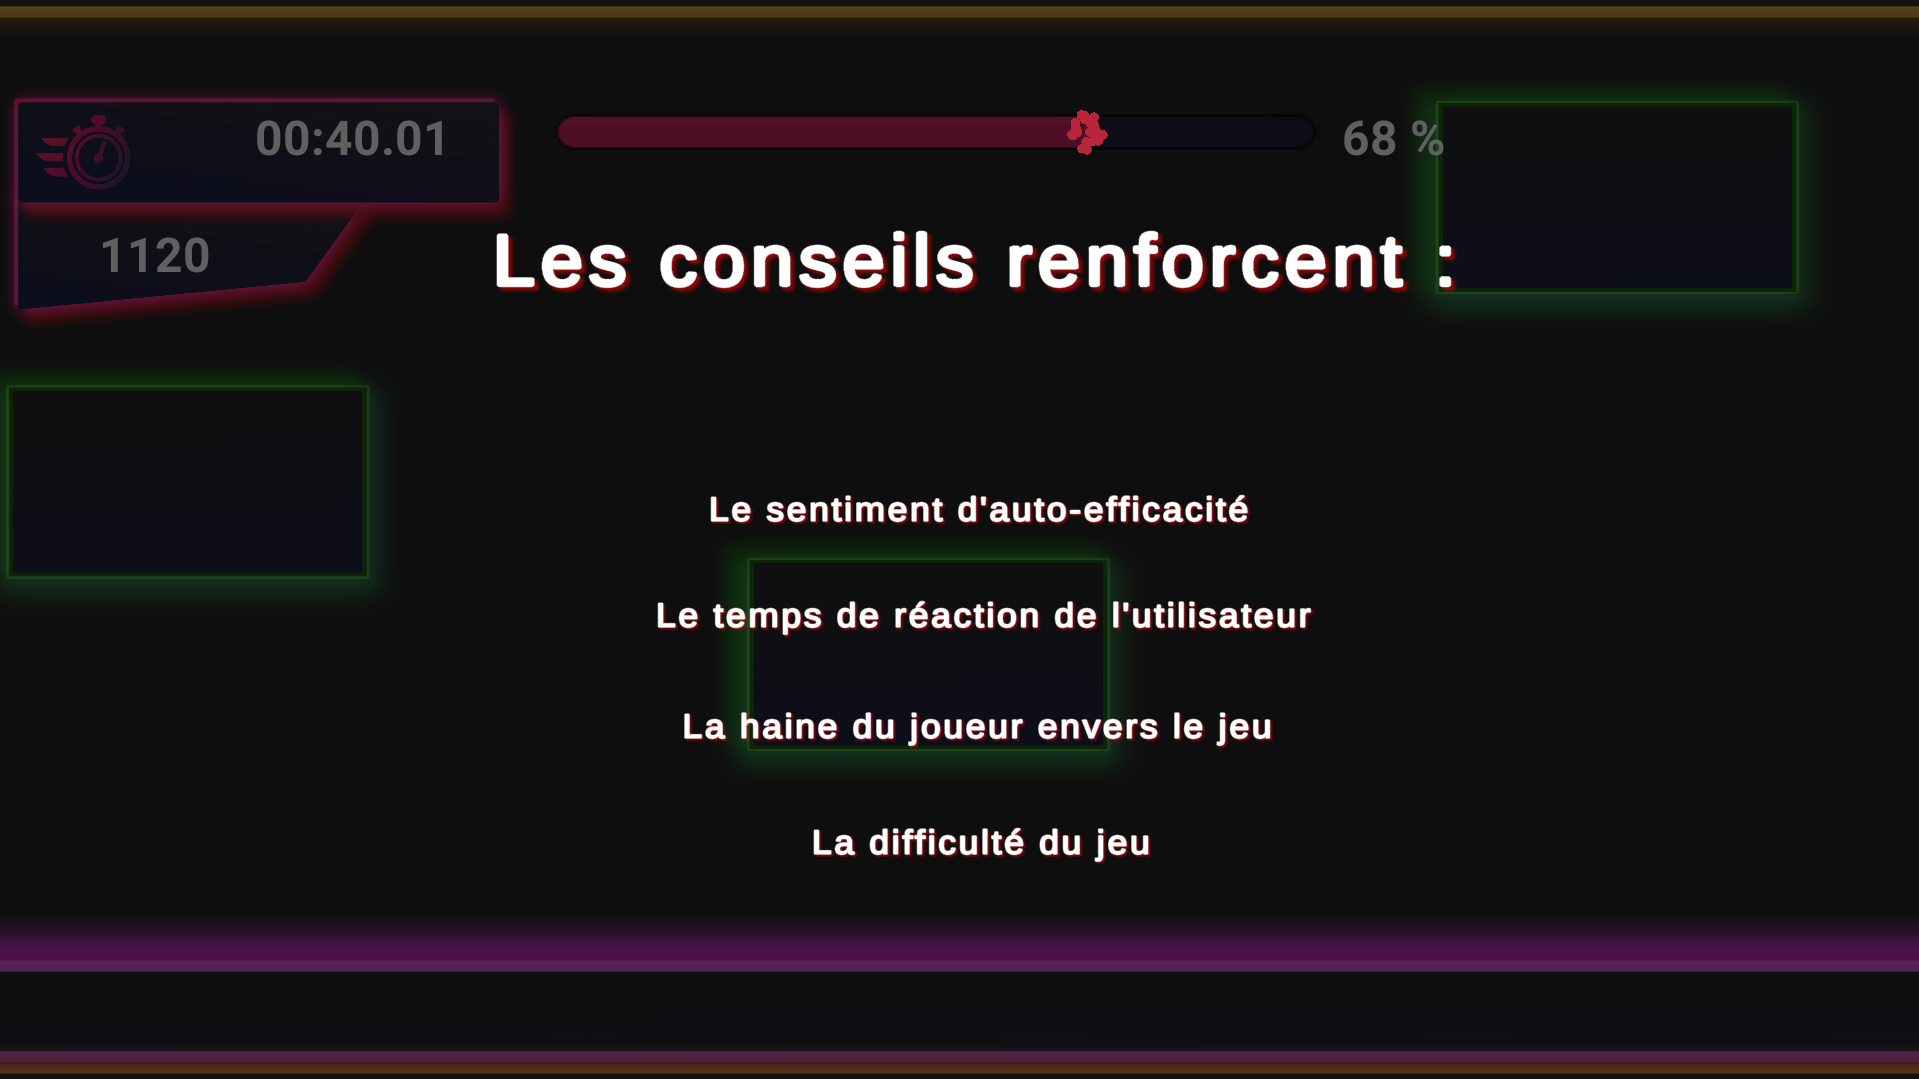 00:40.01
68 %
1120
Les conseils renforcent :
Le sentiment d'auto-efficacité
Le temps de réaction de l'utilisateur
La haine du joueur envers le jeu
La difficulté du jeu